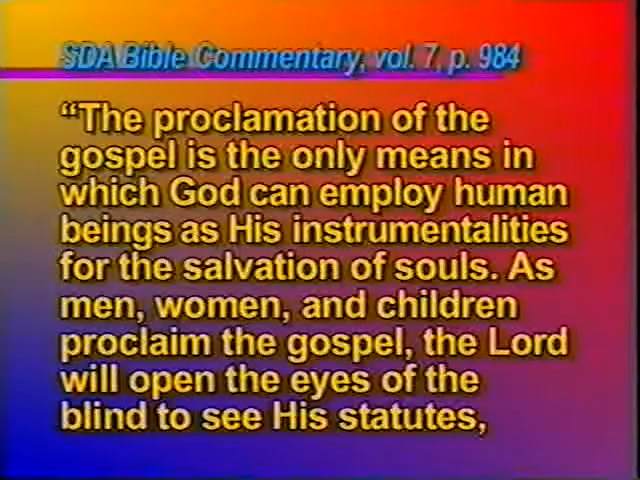 SDA Bible Commentary, vol. 7, p. 984
“The proclamation of the
gospel is the only means in
which God can employ human
beings as His instrumentalities
for the salvation of souls. As
men, women, and children
proclaim the gospel, the Lord
will open the eyes of the
blind to see His statutes,